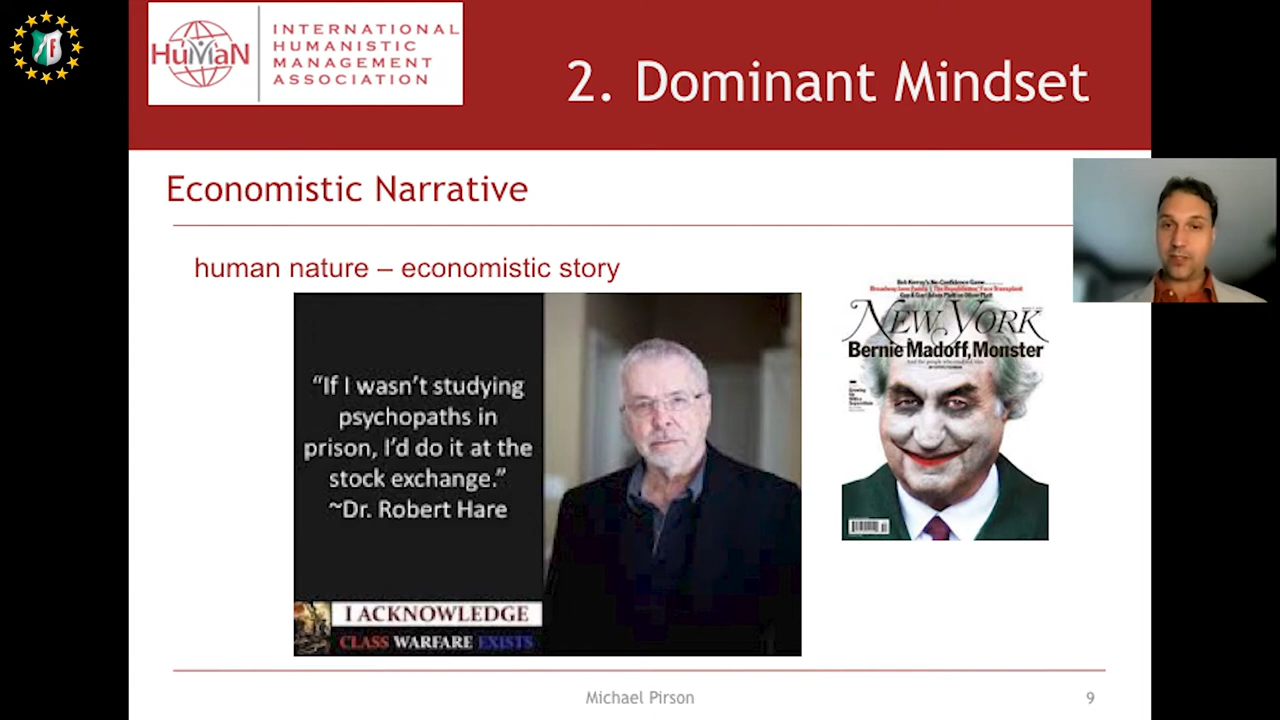 HuMaN
INTERNATIONAL
HUMANISTIC
MANAGEMENT
ASSOCIATION
2. Dominant Mindset
Economistic Narrative
human nature – economistic story
“If I wasn’t studying
psychopaths in
prison, I’d do it at the
stock exchange.”
~Dr. Robert Hare
I ACKNOWLEDGE
CLASS WARFARE EXISTS
NEW YORK
Bernie Madoff, Monster
Michael Pirson
9